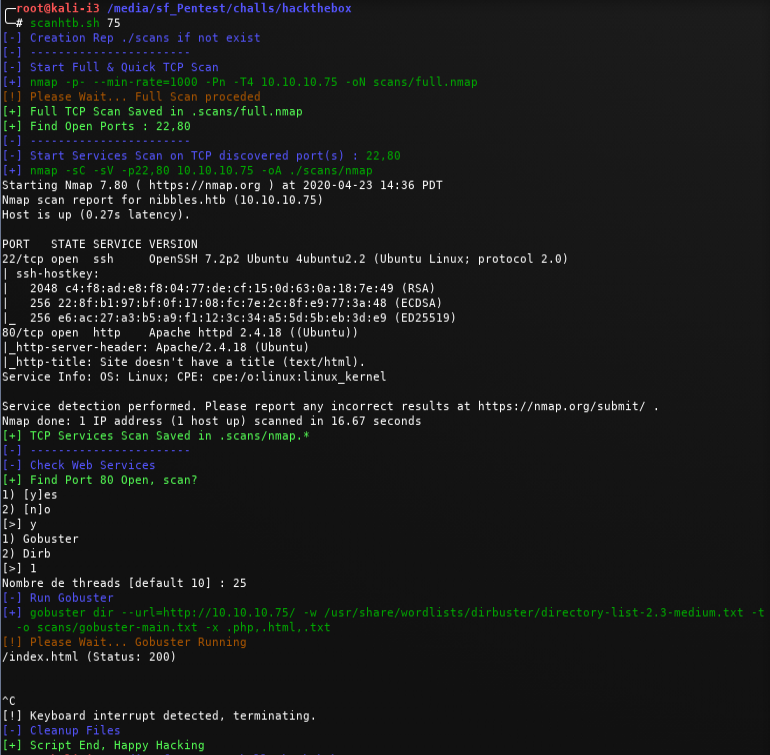 root@kali-i3 /media/sf_Pentest/challs/hackthebox
# scanhtb.sh 75
[-] Creation Rep ./scans if not exist
[-] -----------------------
[-] Start Full & Quick TCP Scan
[+] nmap -p- --min-rate=1000 -Pn -T4 10.10.10.75 -oN scans/full.nmap
[!] Please Wait... Full Scan proceded
[+] Full TCP Scan Saved in .scans/full.nmap
[+] Find Open Ports : 22,80
[-] -----------------------
[-] Start Services Scan on TCP discovered port(s) : 22,80
[+] nmap -sC -sV -p22,80 10.10.10.75 -oA ./scans/nmap
Starting Nmap 7.80 ( https://nmap.org ) at 2020-04-23 14:36 PDT
Nmap scan report for nibbles.htb (10.10.10.75)
Host is up (0.27s latency).
PORT   STATE SERVICE VERSION
22/tcp open  ssh     OpenSSH 7.2p2 Ubuntu 4ubuntu2.2 (Ubuntu Linux; protocol 2.0)
| ssh-hostkey:
|   2048 c4:f8:ad:e8:f8:04:77:de:cf:15:0d:63:0a:18:7e:49 (RSA)
|   256 22:8f:b1:97:bf:0f:17:08:fc:7e:2c:8f:e9:77:3a:48 (ECDSA)
|_  256 e6:ac:27:a3:b5:a9:f1:12:3c:34:a5:5d:5b:eb:3d:e9 (ED25519)
80/tcp open  http    Apache httpd 2.4.18 ((Ubuntu))
|_http-server-header: Apache/2.4.18 (Ubuntu)
|_http-title: Site doesn't have a title (text/html).
Service Info: OS: Linux; CPE: cpe:/o:linux:linux_kernel
Service detection performed. Please report any incorrect results at https://nmap.org/submit/ .
Nmap done: 1 IP address (1 host up) scanned in 16.67 seconds
[+] TCP Services Scan Saved in .scans/nmap.*
[-] -----------------------
[-] Check Web Services
[+] Find Port 80 Open, scan?
1) [y]es
2) [n]o
[>] y
1) Gobuster
2) Dirb
[>] 1
Nombre de threads [default 10] : 25
[-] Run Gobuster
[+] gobuster dir --url=http://10.10.10.75/ -w /usr/share/wordlists/dirbuster/directory-list-2.3-medium.txt -t
-o scans/gobuster-main.txt -x .php,.html,.txt
[!] Please Wait... Gobuster Running
/index.html (Status: 200)
^C
[!] Keyboard interrupt detected, terminating.
[-] Cleanup Files
[+] Script End, Happy Hacking